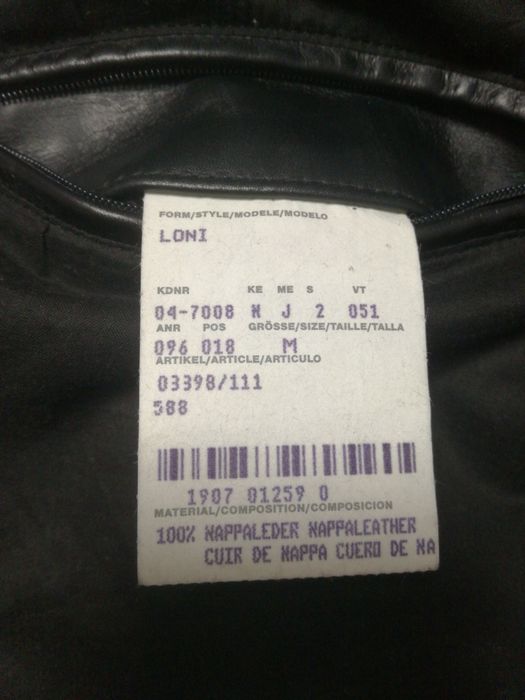 FORM/STYLE/MODELE/MODELO
LONI
KDNR KE ME S VT
04-7008 N J 2 051
ANR POS GRÖSSE/SIZE/TAILLE/TALLA
096 018 M
ARTIKEL/ARTICLE/ARTICULO
03398/111
588
1907 01259 0
MATERIAL/COMPOSITION/COMPOSICION
100% NAPPALEDER NAPPALEATHER
CUIR DE NAPPA CUERO DE NA